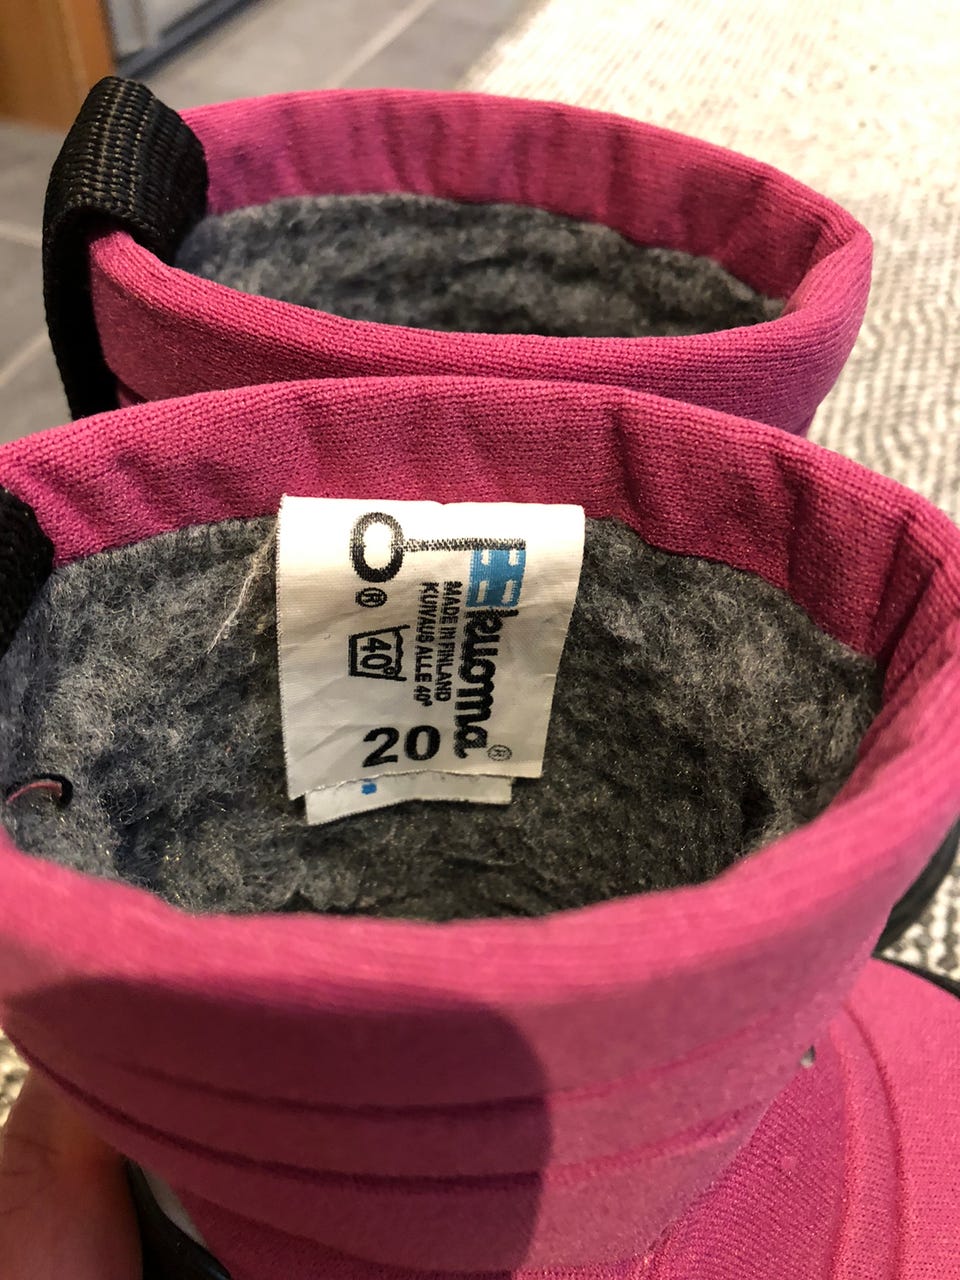 kuoma®
MADE IN FINLAND
KUIVAUS ALLE 40°
®
40°
20